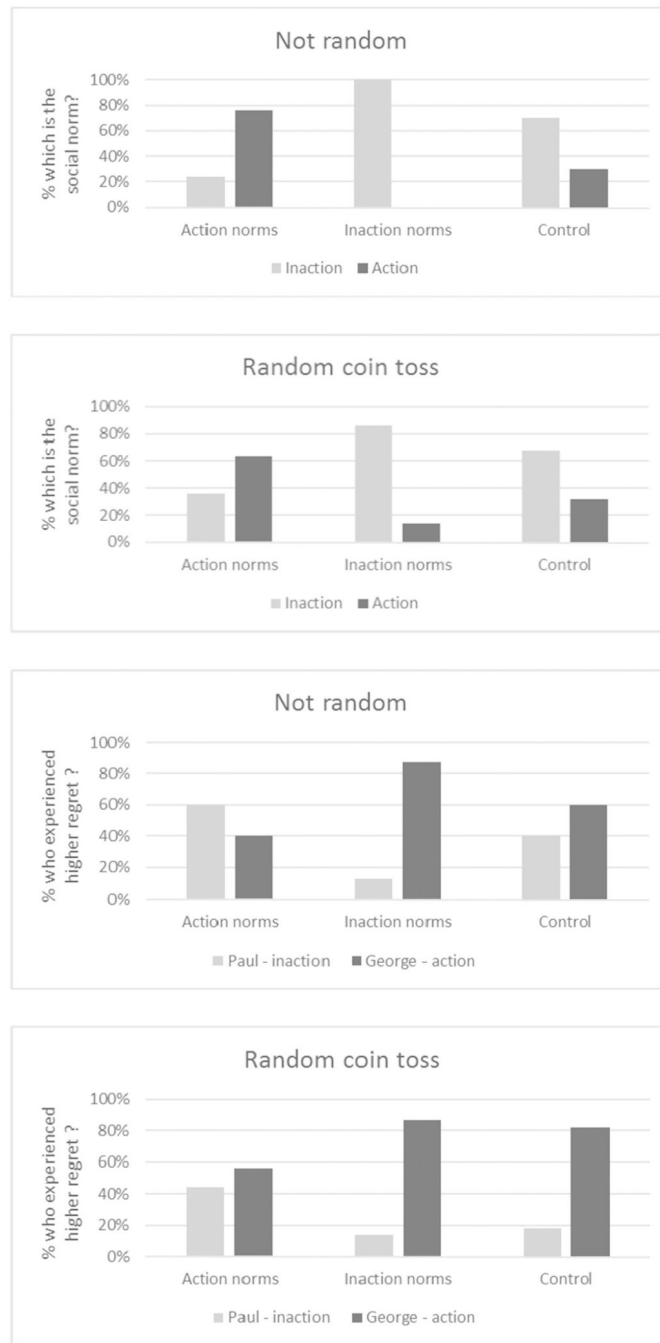 Not random
% which is the
social norm?
100%
80%
60%
40%
20%
0%
Action norms Inaction norms Control
Inaction Action
Random coin toss
% which is the
social norm?
100%
80%
60%
40%
20%
0%
Action norms Inaction norms Control
Inaction Action
Not random
% who experienced
higher regret ?
100%
80%
60%
40%
20%
0%
Action norms Inaction norms Control
Paul - inaction George - action
Random coin toss
% who experienced
higher regret ?
100%
80%
60%
40%
20%
0%
Action norms Inaction norms Control
Paul - inaction George - action